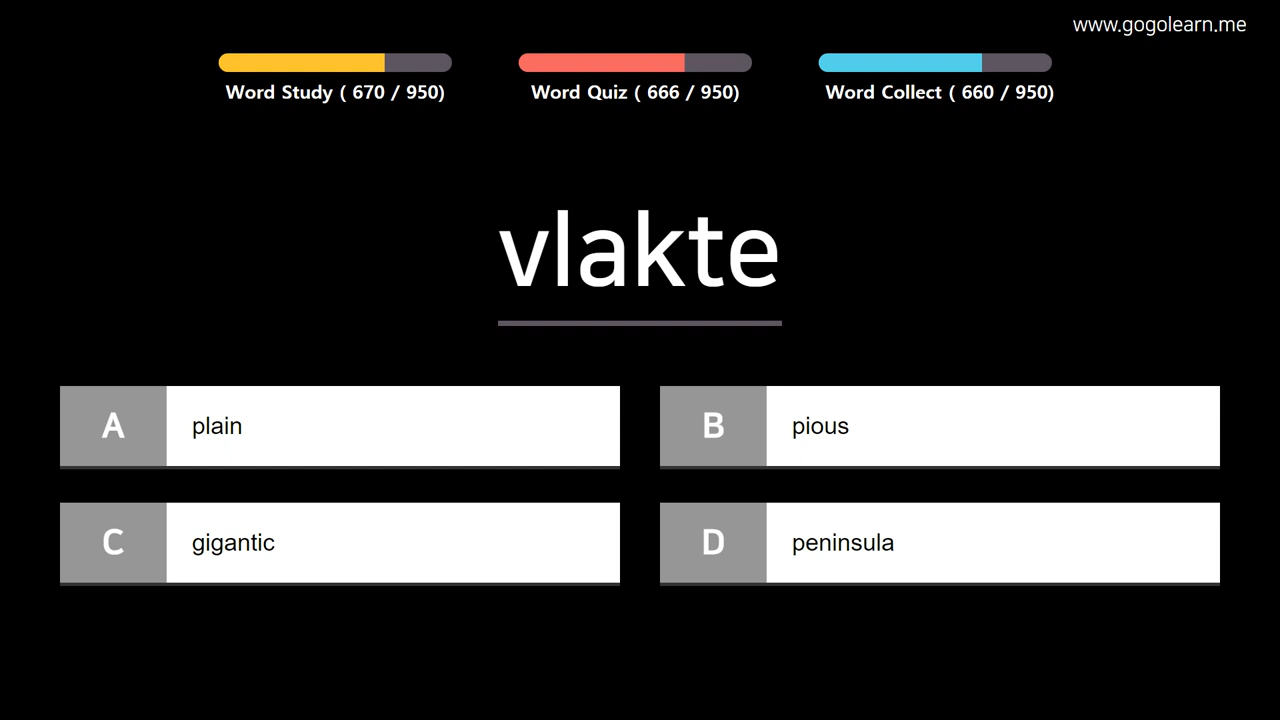 www.gogolearn.me
Word Study ( 670 / 950)
Word Quiz ( 666 / 950)
Word Collect ( 660 / 950)
vlakte
A plain
B pious
C gigantic
D peninsula